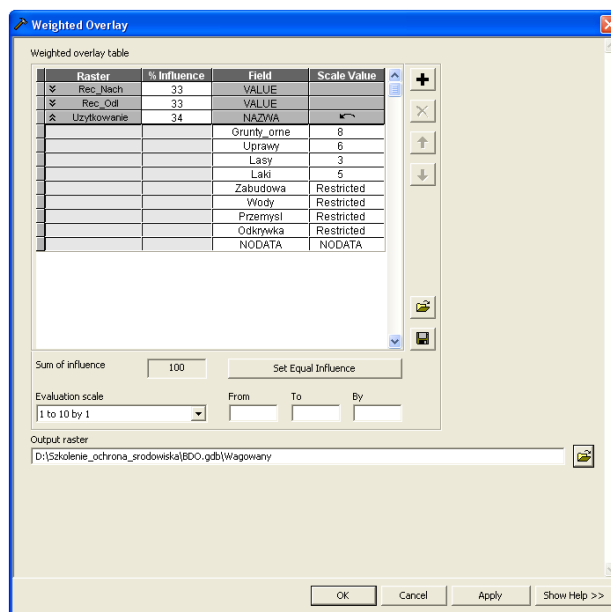 Weighted Overlay
Weighted overlay table
Raster % Influence Field Scale Value
Rec_Nach 33 VALUE
Rec_Odl 33 VALUE
Uzytkowanie 34 NAZWA
Grunty_orne 8
Uprawy 6
Lasy 3
Laki 5
Zabudowa Restricted
Wody Restricted
Przemysl Restricted
Odkrywka Restricted
NODATA NODATA
Sum of influence 100 Set Equal Influence
Evaluation scale From To By
1 to 10 by 1
Output raster
D:\Szkolenie_ochrona_srodowiska\BDO.gdb\Wagowany
OK Cancel Apply Show Help >>